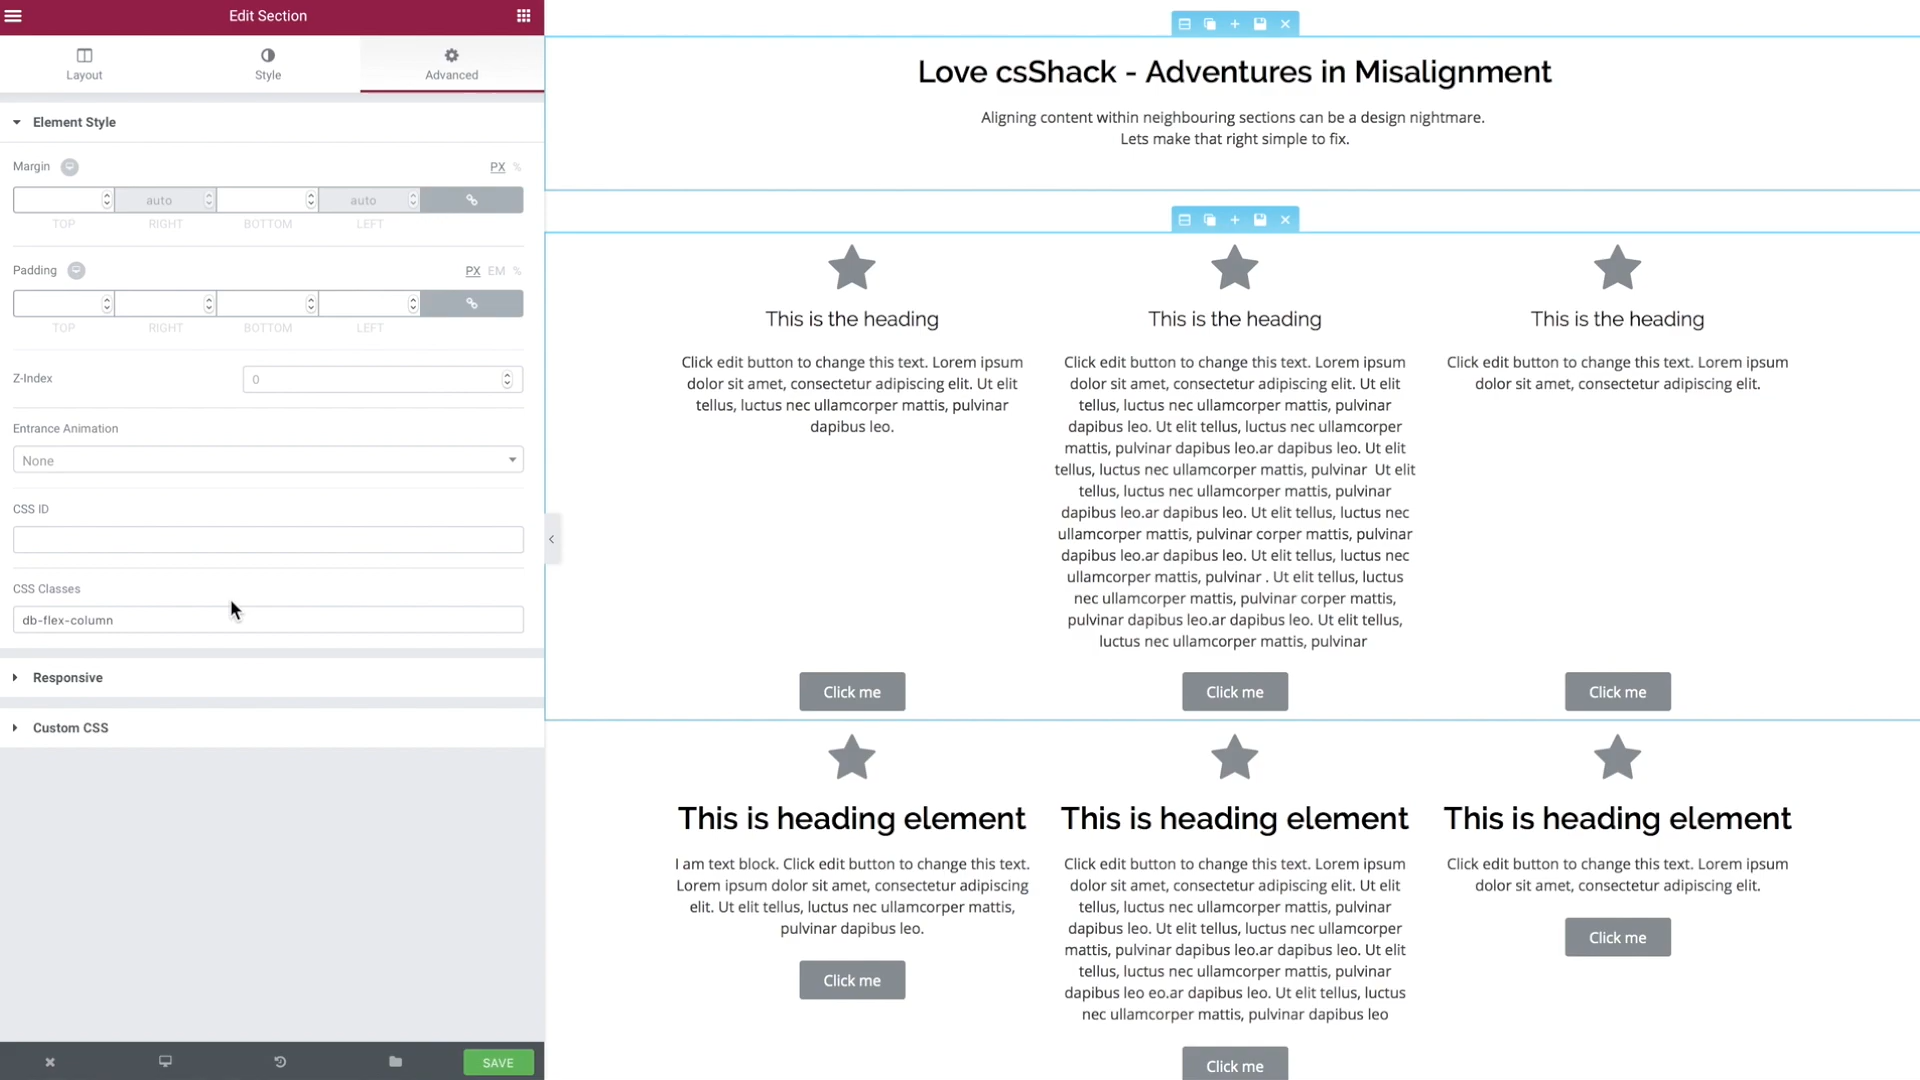 Edit Section
Layout
Style
Advanced
Element Style
Margin
PX %
auto
auto
TOP
RIGHT
BOTTOM
LEFT
Padding
PX EM %
TOP
RIGHT
BOTTOM
LEFT
Z-Index
0
Entrance Animation
None
CSS ID
CSS Classes
db-flex-column
Responsive
Custom CSS
SAVE
Love csShack - Adventures in Misalignment
Aligning content within neighbouring sections can be a design nightmare.
Lets make that right simple to fix.
This is the heading
Click edit button to change this text. Lorem ipsum
dolor sit amet, consectetur adipiscing elit. Ut elit
tellus, luctus nec ullamcorper mattis, pulvinar
dapibus leo.
Click me
This is the heading
Click edit button to change this text. Lorem ipsum
dolor sit amet, consectetur adipiscing elit. Ut elit
tellus, luctus nec ullamcorper mattis, pulvinar
dapibus leo. Ut elit tellus, luctus nec ullamcorper
mattis, pulvinar dapibus leo.ar dapibus leo. Ut elit
tellus, luctus nec ullamcorper mattis, pulvinar  Ut elit
tellus, luctus nec ullamcorper mattis, pulvinar
dapibus leo.ar dapibus leo. Ut elit tellus, luctus nec
ullamcorper mattis, pulvinar corper mattis, pulvinar
dapibus leo.ar dapibus leo. Ut elit tellus, luctus nec
ullamcorper mattis, pulvinar . Ut elit tellus, luctus
nec ullamcorper mattis, pulvinar corper mattis,
pulvinar dapibus leo.ar dapibus leo. Ut elit tellus,
luctus nec ullamcorper mattis, pulvinar
Click me
This is the heading
Click edit button to change this text. Lorem ipsum
dolor sit amet, consectetur adipiscing elit.
Click me
This is heading element
I am text block. Click edit button to change this text.
Lorem ipsum dolor sit amet, consectetur adipiscing
elit. Ut elit tellus, luctus nec ullamcorper mattis,
pulvinar dapibus leo.
Click me
This is heading element
Click edit button to change this text. Lorem ipsum
dolor sit amet, consectetur adipiscing elit. Ut elit
tellus, luctus nec ullamcorper mattis, pulvinar
dapibus leo. Ut elit tellus, luctus nec ullamcorper
mattis, pulvinar dapibus leo.ar dapibus leo. Ut elit
tellus, luctus nec ullamcorper mattis, pulvinar
dapibus leo eo.ar dapibus leo. Ut elit tellus, luctus
nec ullamcorper mattis, pulvinar dapibus leo
Click me
This is heading element
Click edit button to change this text. Lorem ipsum
dolor sit amet, consectetur adipiscing elit.
Click me